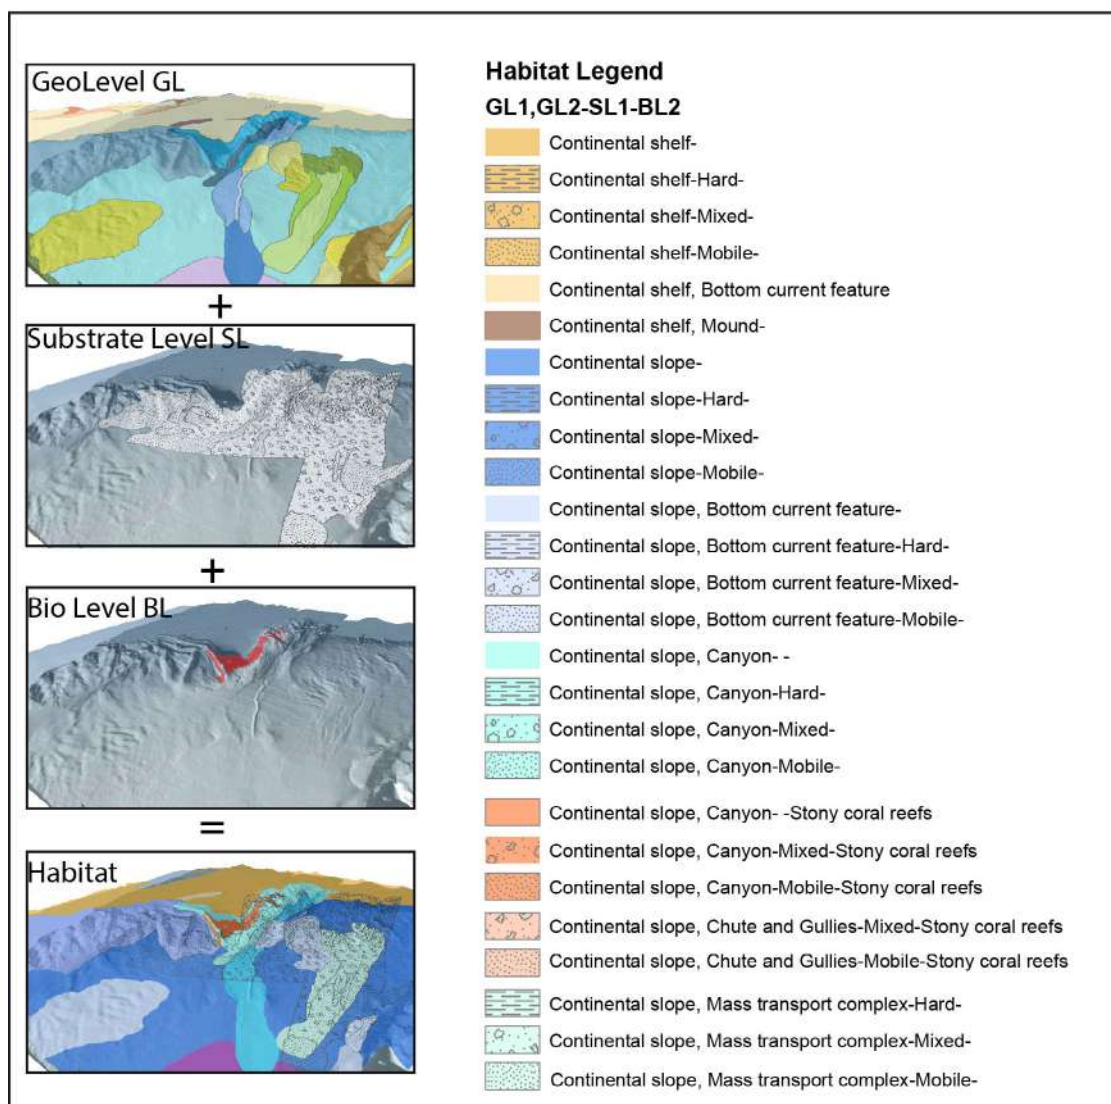 GeoLevel GL
+
Substrate Level SL
+
Bio Level BL
=
Habitat
Habitat Legend
GL1,GL2-SL1-BL2
Continental shelf-
Continental shelf-Hard-
Continental shelf-Mixed-
Continental shelf-Mobile-
Continental shelf, Bottom current feature
Continental shelf, Mound-
Continental slope-
Continental slope-Hard-
Continental slope-Mixed-
Continental slope-Mobile-
Continental slope, Bottom current feature-
Continental slope, Bottom current feature-Hard-
Continental slope, Bottom current feature-Mixed-
Continental slope, Bottom current feature-Mobile-
Continental slope, Canyon- -
Continental slope, Canyon-Hard-
Continental slope, Canyon-Mixed-
Continental slope, Canyon-Mobile-
Continental slope, Canyon- -Stony coral reefs
Continental slope, Canyon-Mixed-Stony coral reefs
Continental slope, Canyon-Mobile-Stony coral reefs
Continental slope, Chute and Gullies-Mixed-Stony coral reefs
Continental slope, Chute and Gullies-Mobile-Stony coral reefs
Continental slope, Mass transport complex-Hard-
Continental slope, Mass transport complex-Mixed-
Continental slope, Mass transport complex-Mobile-